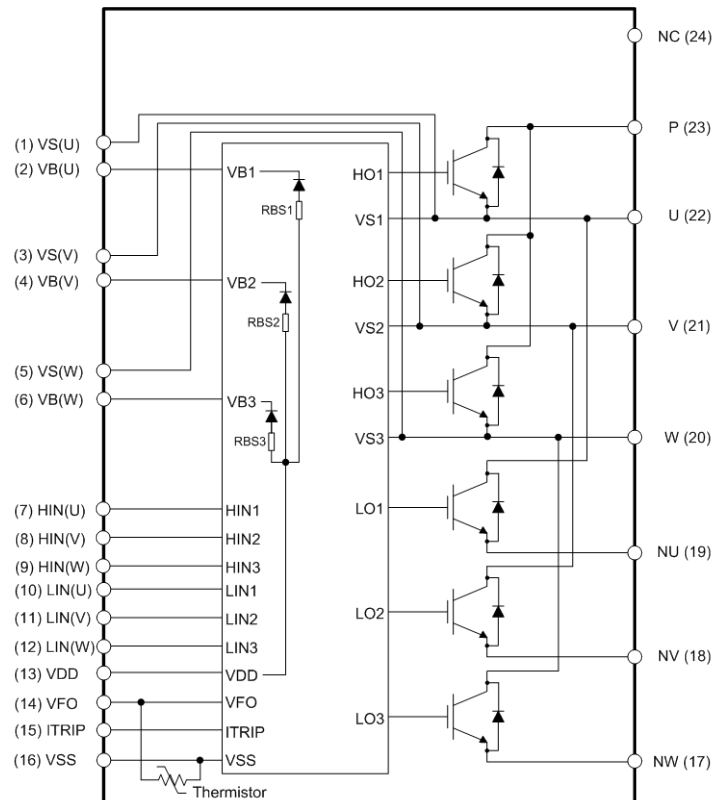 NC (24)
P (23)
(1) VS(U)
(2) VB(U)
VB1
HO1
RBS1
VS1
U (22)
(3) VS(V)
(4) VB(V)
VB2
HO2
RBS2
VS2
V (21)
(5) VS(W)
(6) VB(W)
VB3
HO3
RBS3
VS3
W (20)
(7) HIN(U)
HIN1
LO1
(8) HIN(V)
HIN2
NU (19)
(9) HIN(W)
HIN3
(10) LIN(U)
LIN1
(11) LIN(V)
LIN2
LO2
(12) LIN(W)
LIN3
NV (18)
(13) VDD
VDD
(14) VFO
VFO
LO3
(15) ITRIP
ITRIP
(16) VSS
VSS
NW (17)
Thermistor